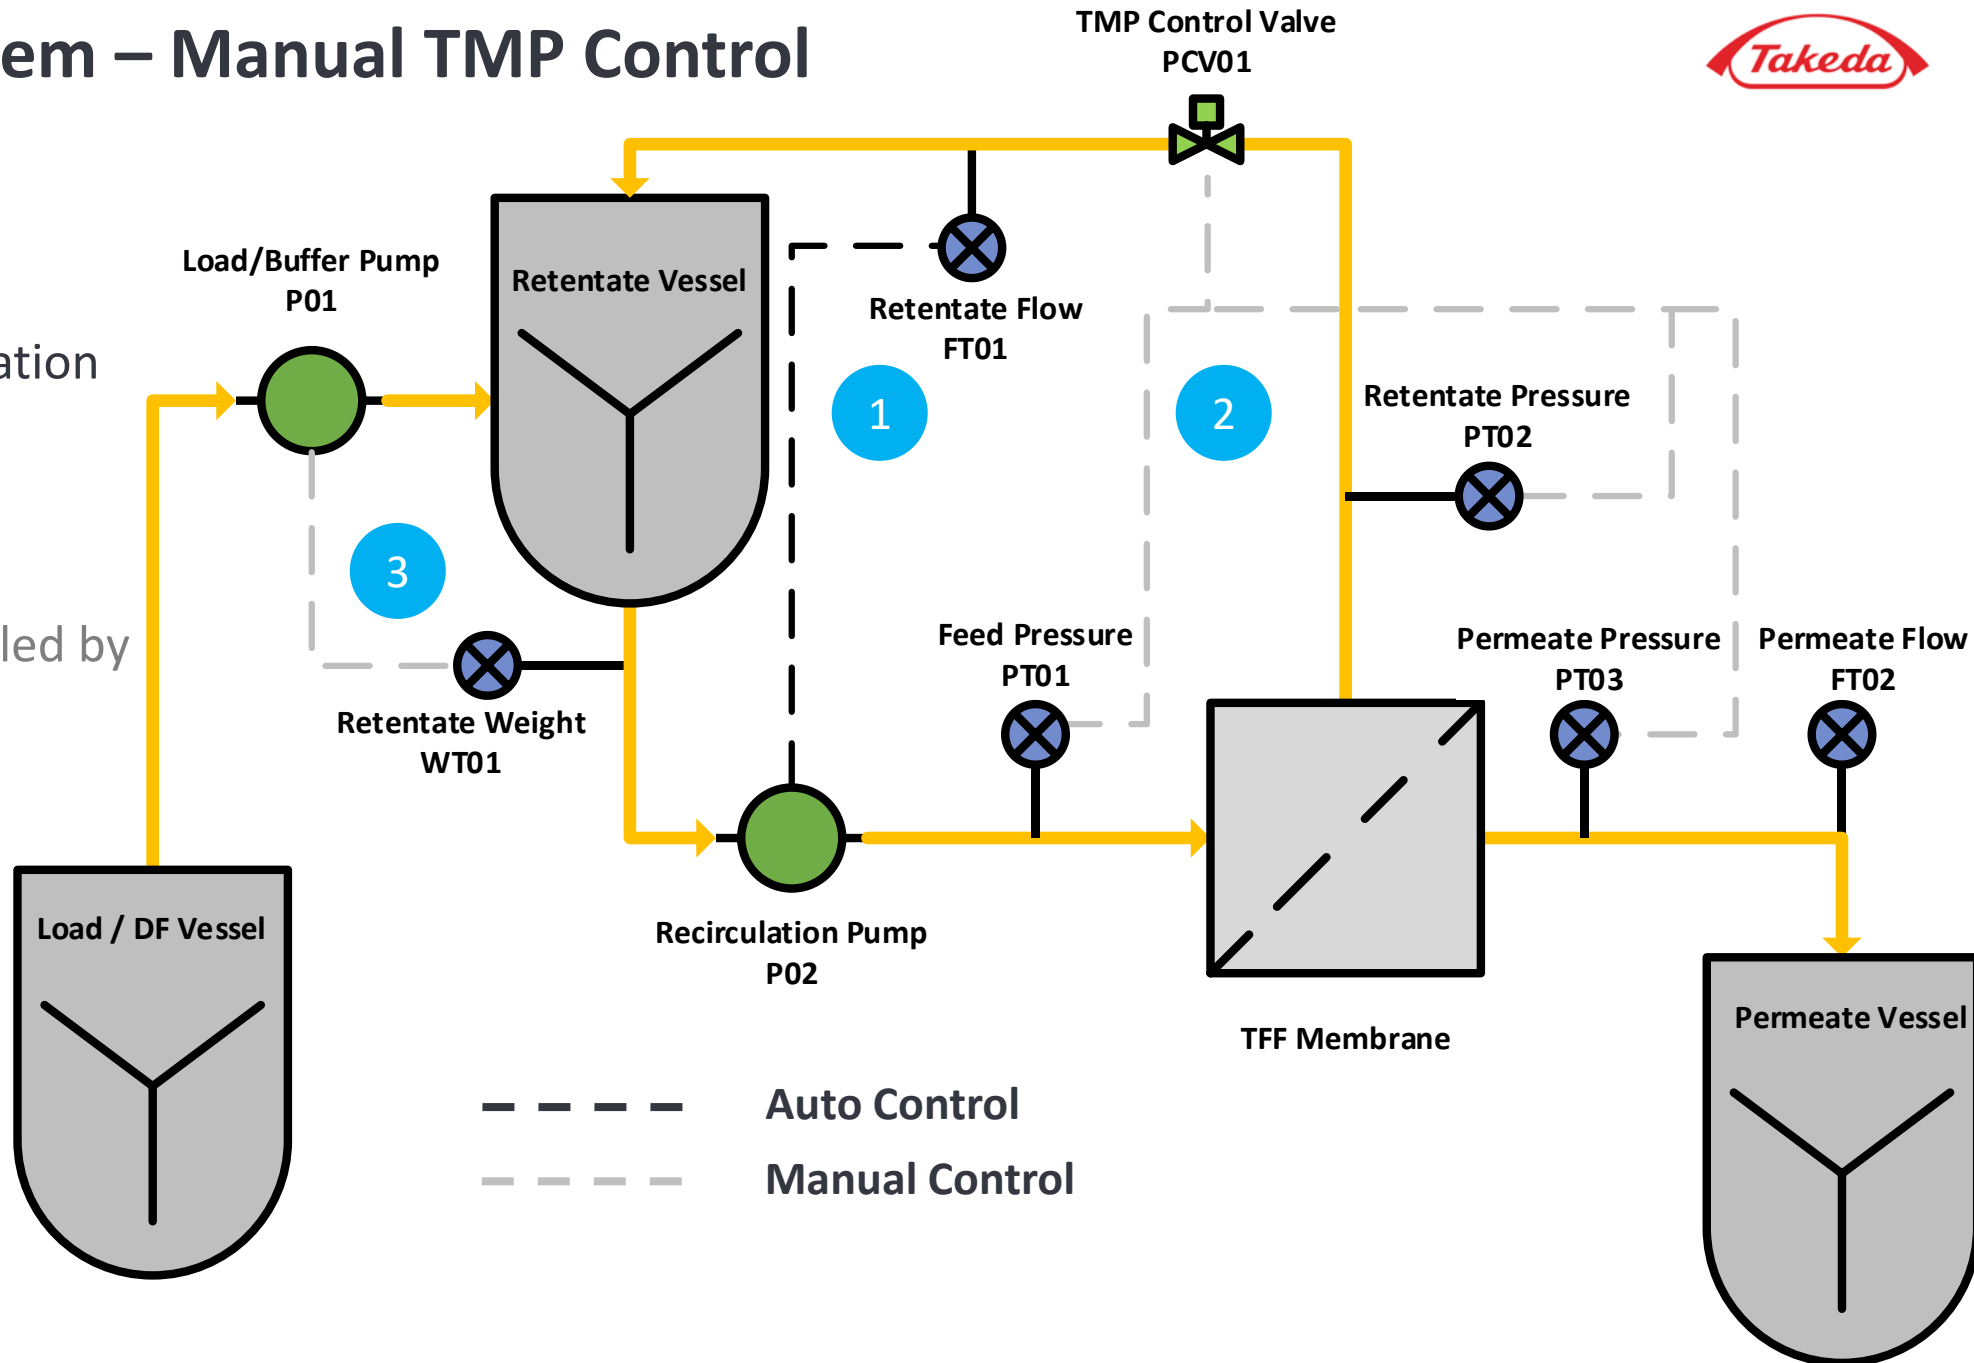 em – Manual TMP Control
Takeda
TMP Control Valve
PCV01
Load/Buffer Pump
P01
Retentate Vessel
Retentate Flow
FT01
ation
1
2
Retentate Pressure
PT02
3
led by
Feed Pressure
PT01
Permeate Pressure
PT03
Permeate Flow
FT02
Retentate Weight
WT01
Load / DF Vessel
Recirculation Pump
P02
TFF Membrane
Permeate Vessel
Auto Control
Manual Control